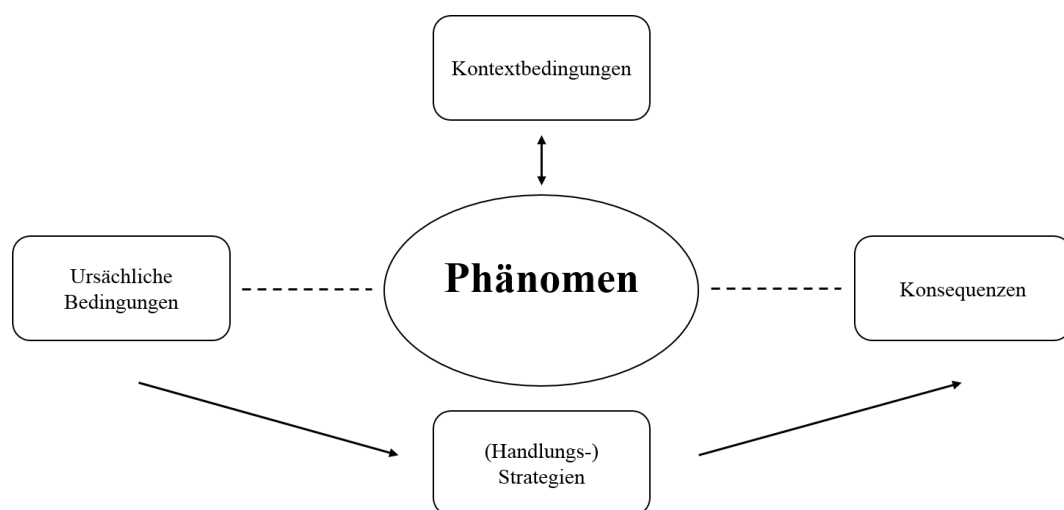 Kontextbedingungen
Phänomen
Ursächliche
Bedingungen
Konsequenzen
(Handlungs-)
Strategien